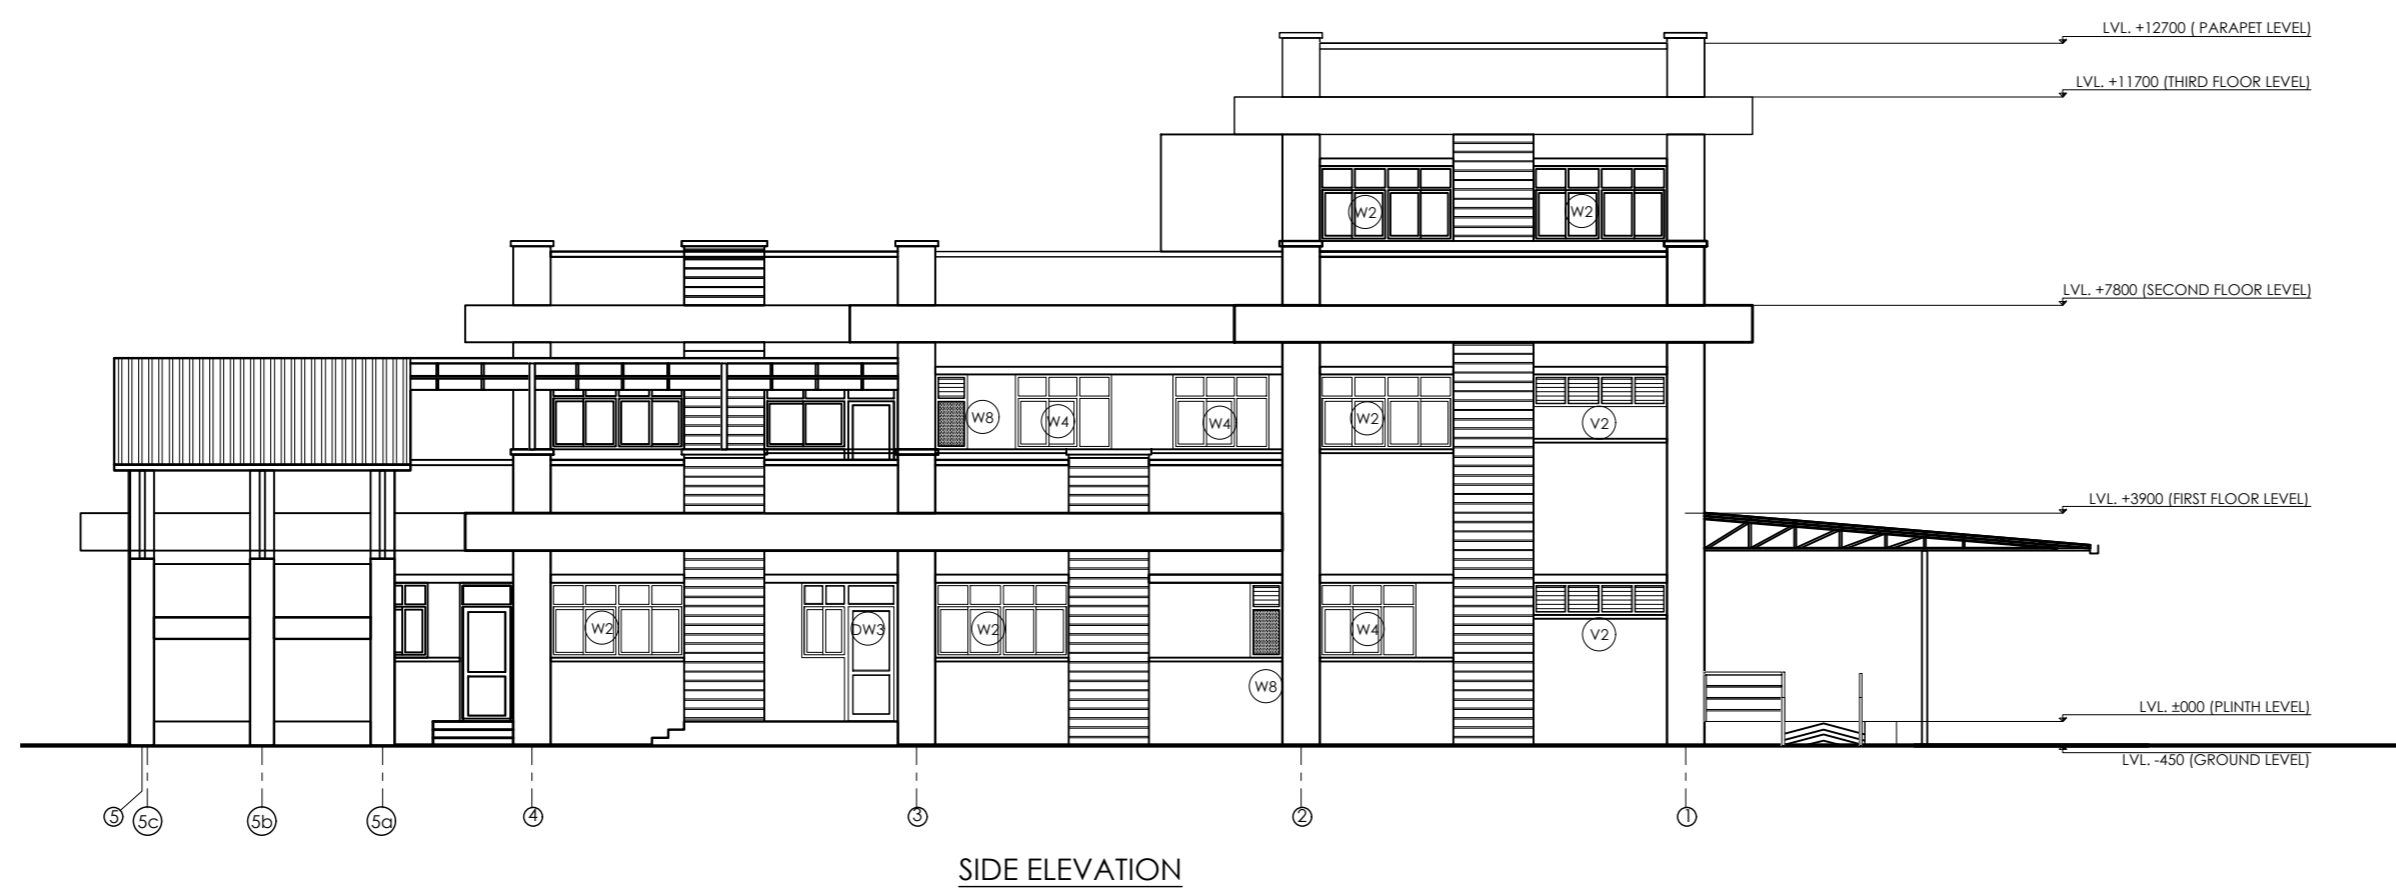 LVL. +12700 ( PARAPET LEVEL)
LVL. +11700 (THIRD FLOOR LEVEL)
W2 W2
LVL. +7800 (SECOND FLOOR LEVEL)
W8 W4 W4 W2 V2
LVL. +3900 (FIRST FLOOR LEVEL)
W2 DW3 W2 W4 V2
W8
LVL. ±000 (PLINTH LEVEL)
LVL. -450 (GROUND LEVEL)
5 5c 5b 5a 4 3 2 1
SIDE ELEVATION